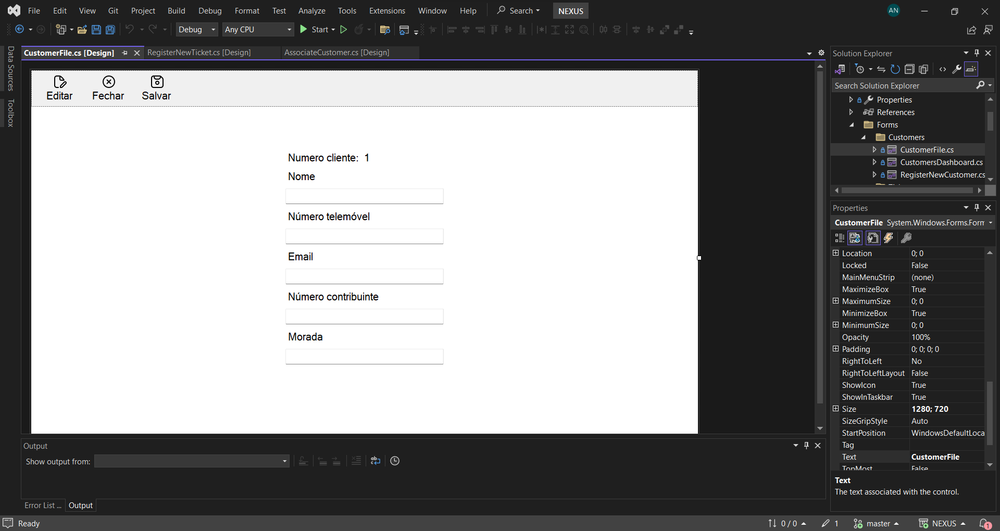 File Edit View Git Project Build Debug Format Test Analyze Tools Extensions Window Help Search NEXUS AN
Debug Any CPU Start
Data Sources
Toolbox
CustomerFile.cs [Design] RegisterNewTicket.cs [Design] AssociateCustomer.cs [Design]
Editar Fechar Salvar
Numero cliente: 1
Nome
Número telemóvel
Email
Número contribuinte
Morada
Solution Explorer
Search Solution Explorer
Properties
References
Forms
Customers
CustomerFile.cs
CustomersDashboard.cs
RegisterNewCustomer.cs
Properties
CustomerFile System.Windows.Forms.Form
Location 0; 0
Locked False
MainMenuStrip (none)
MaximizeBox True
MaximumSize 0; 0
MinimizeBox True
MinimumSize 0; 0
Opacity 100%
Padding 0; 0; 0; 0
RightToLeft No
RightToLeftLayout False
ShowIcon True
ShowInTaskbar True
Size 1280; 720
SizeGripStyle Auto
StartPosition WindowsDefaultLoca
Tag
Text CustomerFile
TopMost False
Text
The text associated with the control.
Output
Show output from:
Error List ... Output
Ready 0 / 0 1 master NEXUS 1